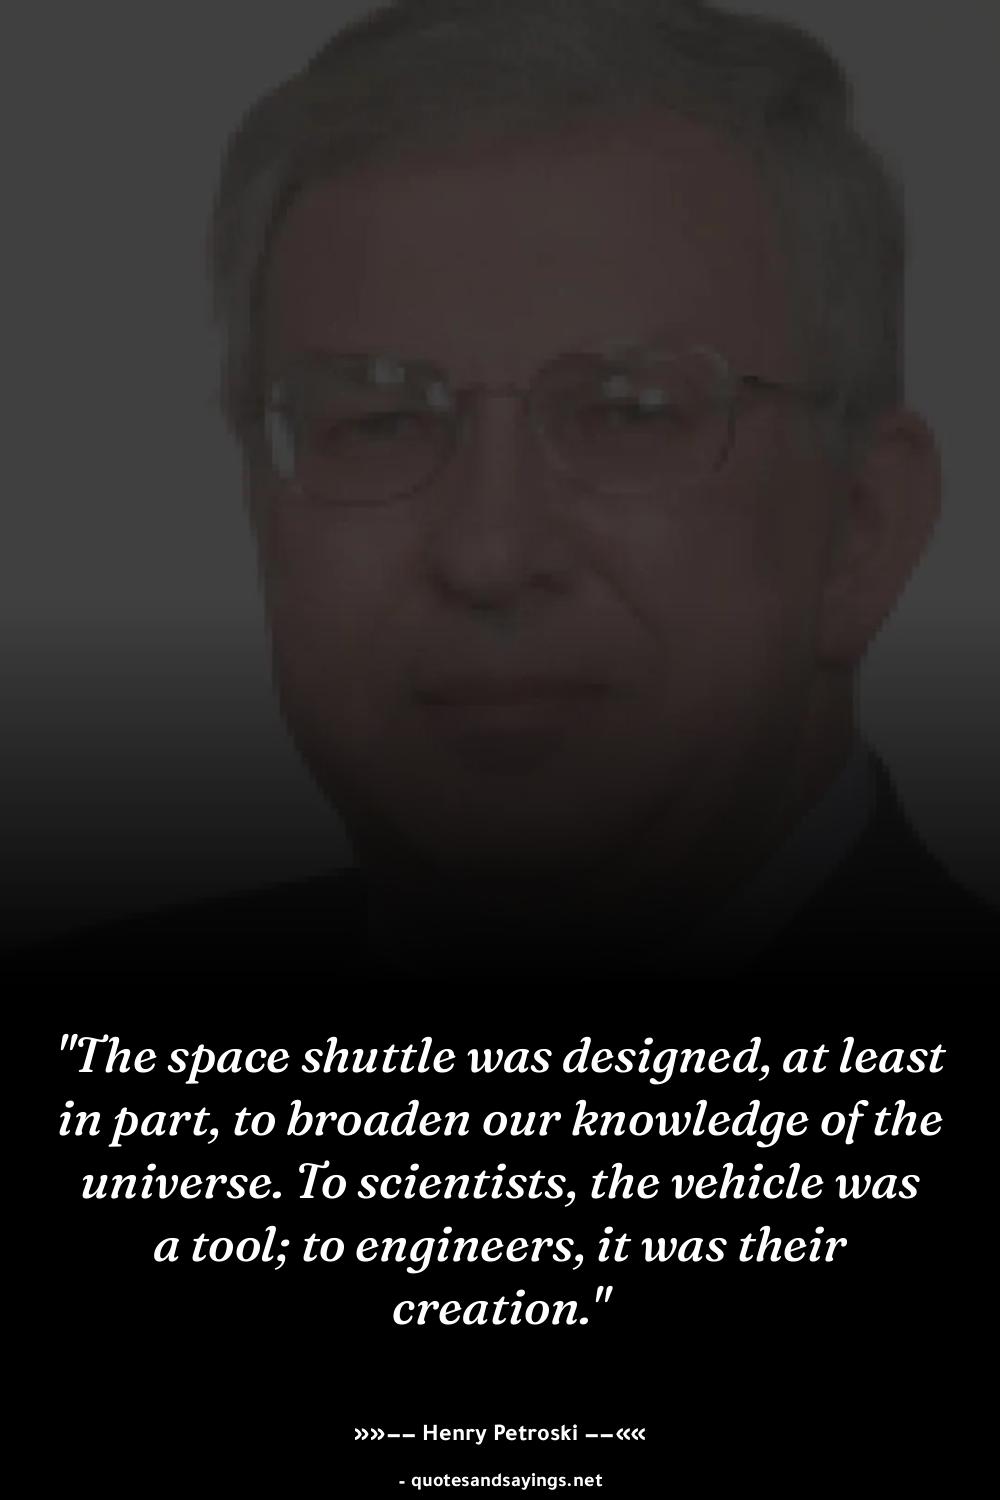 "The space shuttle was designed, at least
in part, to broaden our knowledge of the
universe. To scientists, the vehicle was
a tool; to engineers, it was their
creation."
»»−− Henry Petroski −−««
- quotesandsayings.net